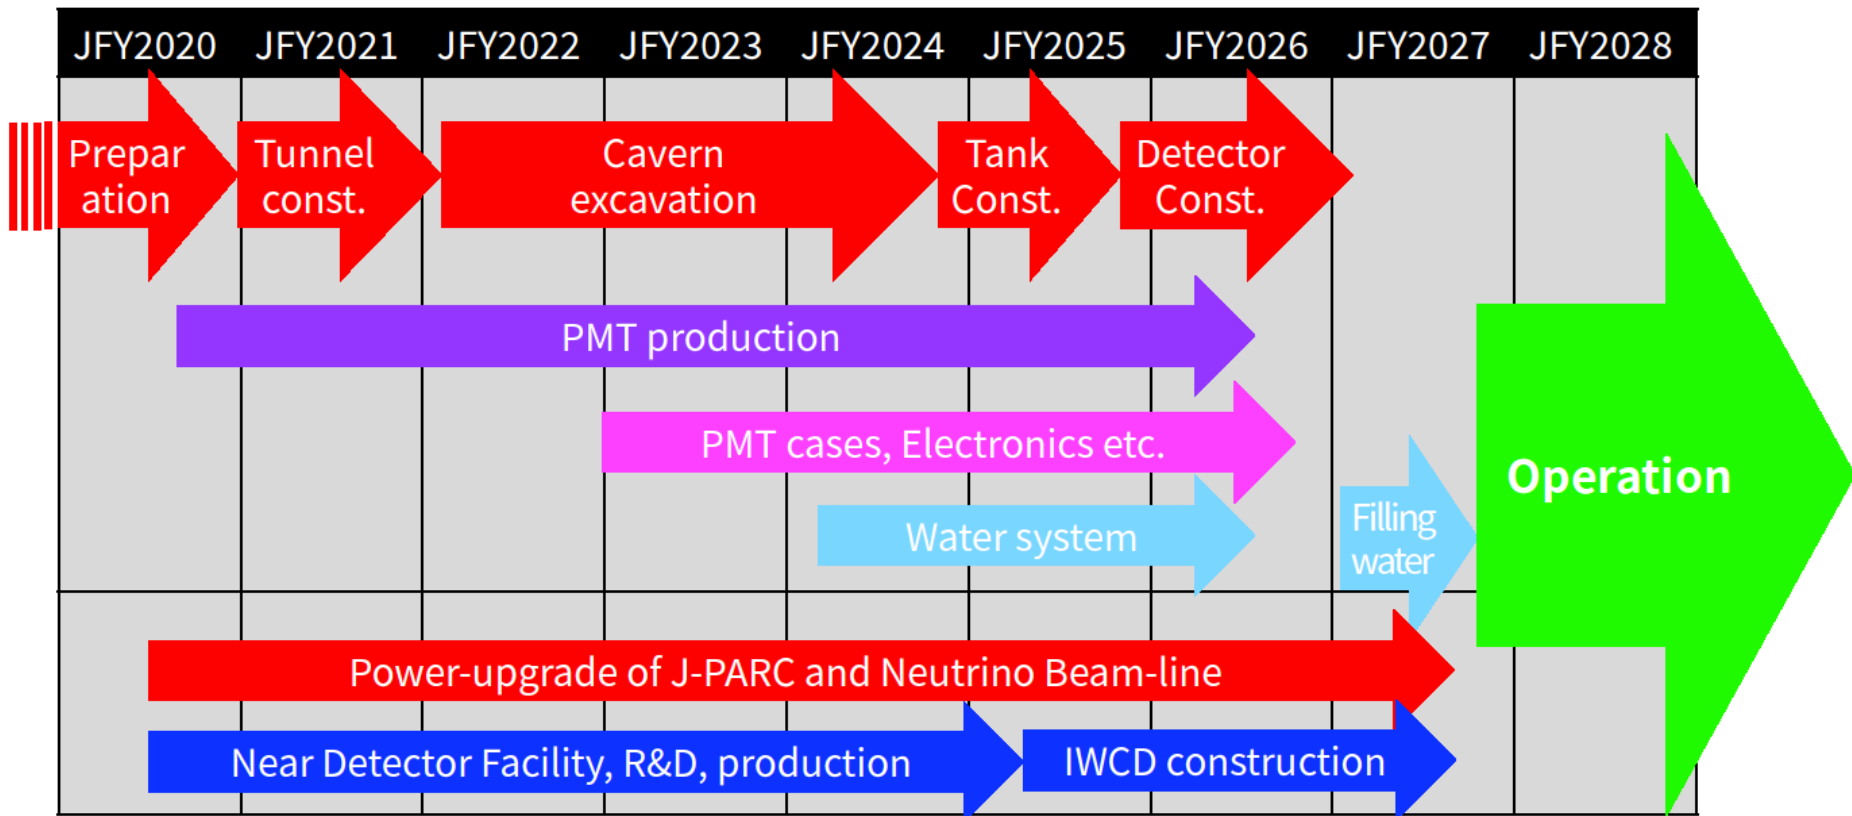 JFY2020 JFY2021 JFY2022 JFY2023 JFY2024 JFY2025 JFY2026 JFY2027 JFY2028
Prepar
ation
Tunnel
const.
Cavern
excavation
Tank
Const.
Detector
Const.
PMT production
PMT cases, Electronics etc.
Water system
Filling
water
Operation
Power-upgrade of J-PARC and Neutrino Beam-line
Near Detector Facility, R&D, production
IWCD construction